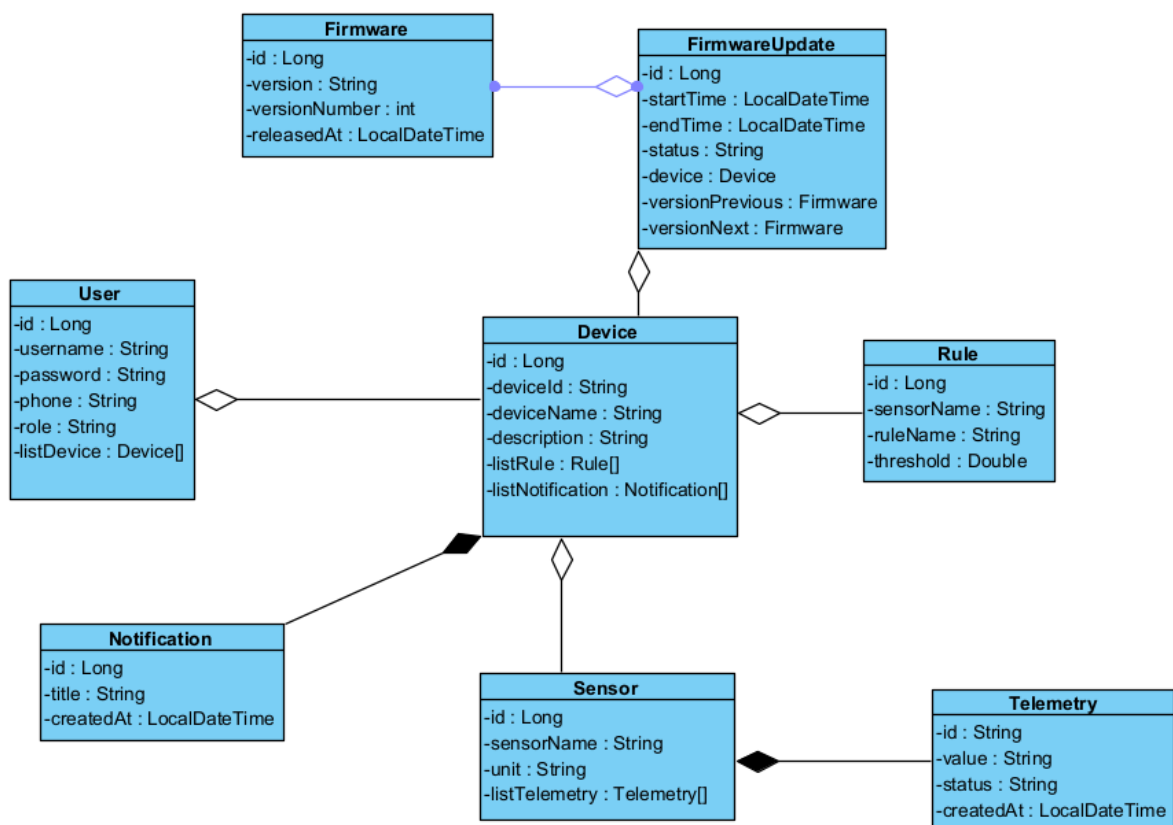 Firmware
-id : Long
-version : String
-versionNumber : int
-releasedAt : LocalDateTime
FirmwareUpdate
-id : Long
-startTime : LocalDateTime
-endTime : LocalDateTime
-status : String
-device : Device
-versionPrevious : Firmware
-versionNext : Firmware
User
-id : Long
-username : String
-password : String
-phone : String
-role : String
-listDevice : Device[]
Device
-id : Long
-deviceId : String
-deviceName : String
-description : String
-listRule : Rule[]
-listNotification : Notification[]
Rule
-id : Long
-sensorName : String
-ruleName : String
-threshold : Double
Notification
-id : Long
-title : String
-createdAt : LocalDateTime
Sensor
-id : Long
-sensorName : String
-unit : String
-listTelemetry : Telemetry[]
Telemetry
-id : String
-value : String
-status : String
-createdAt : LocalDateTime